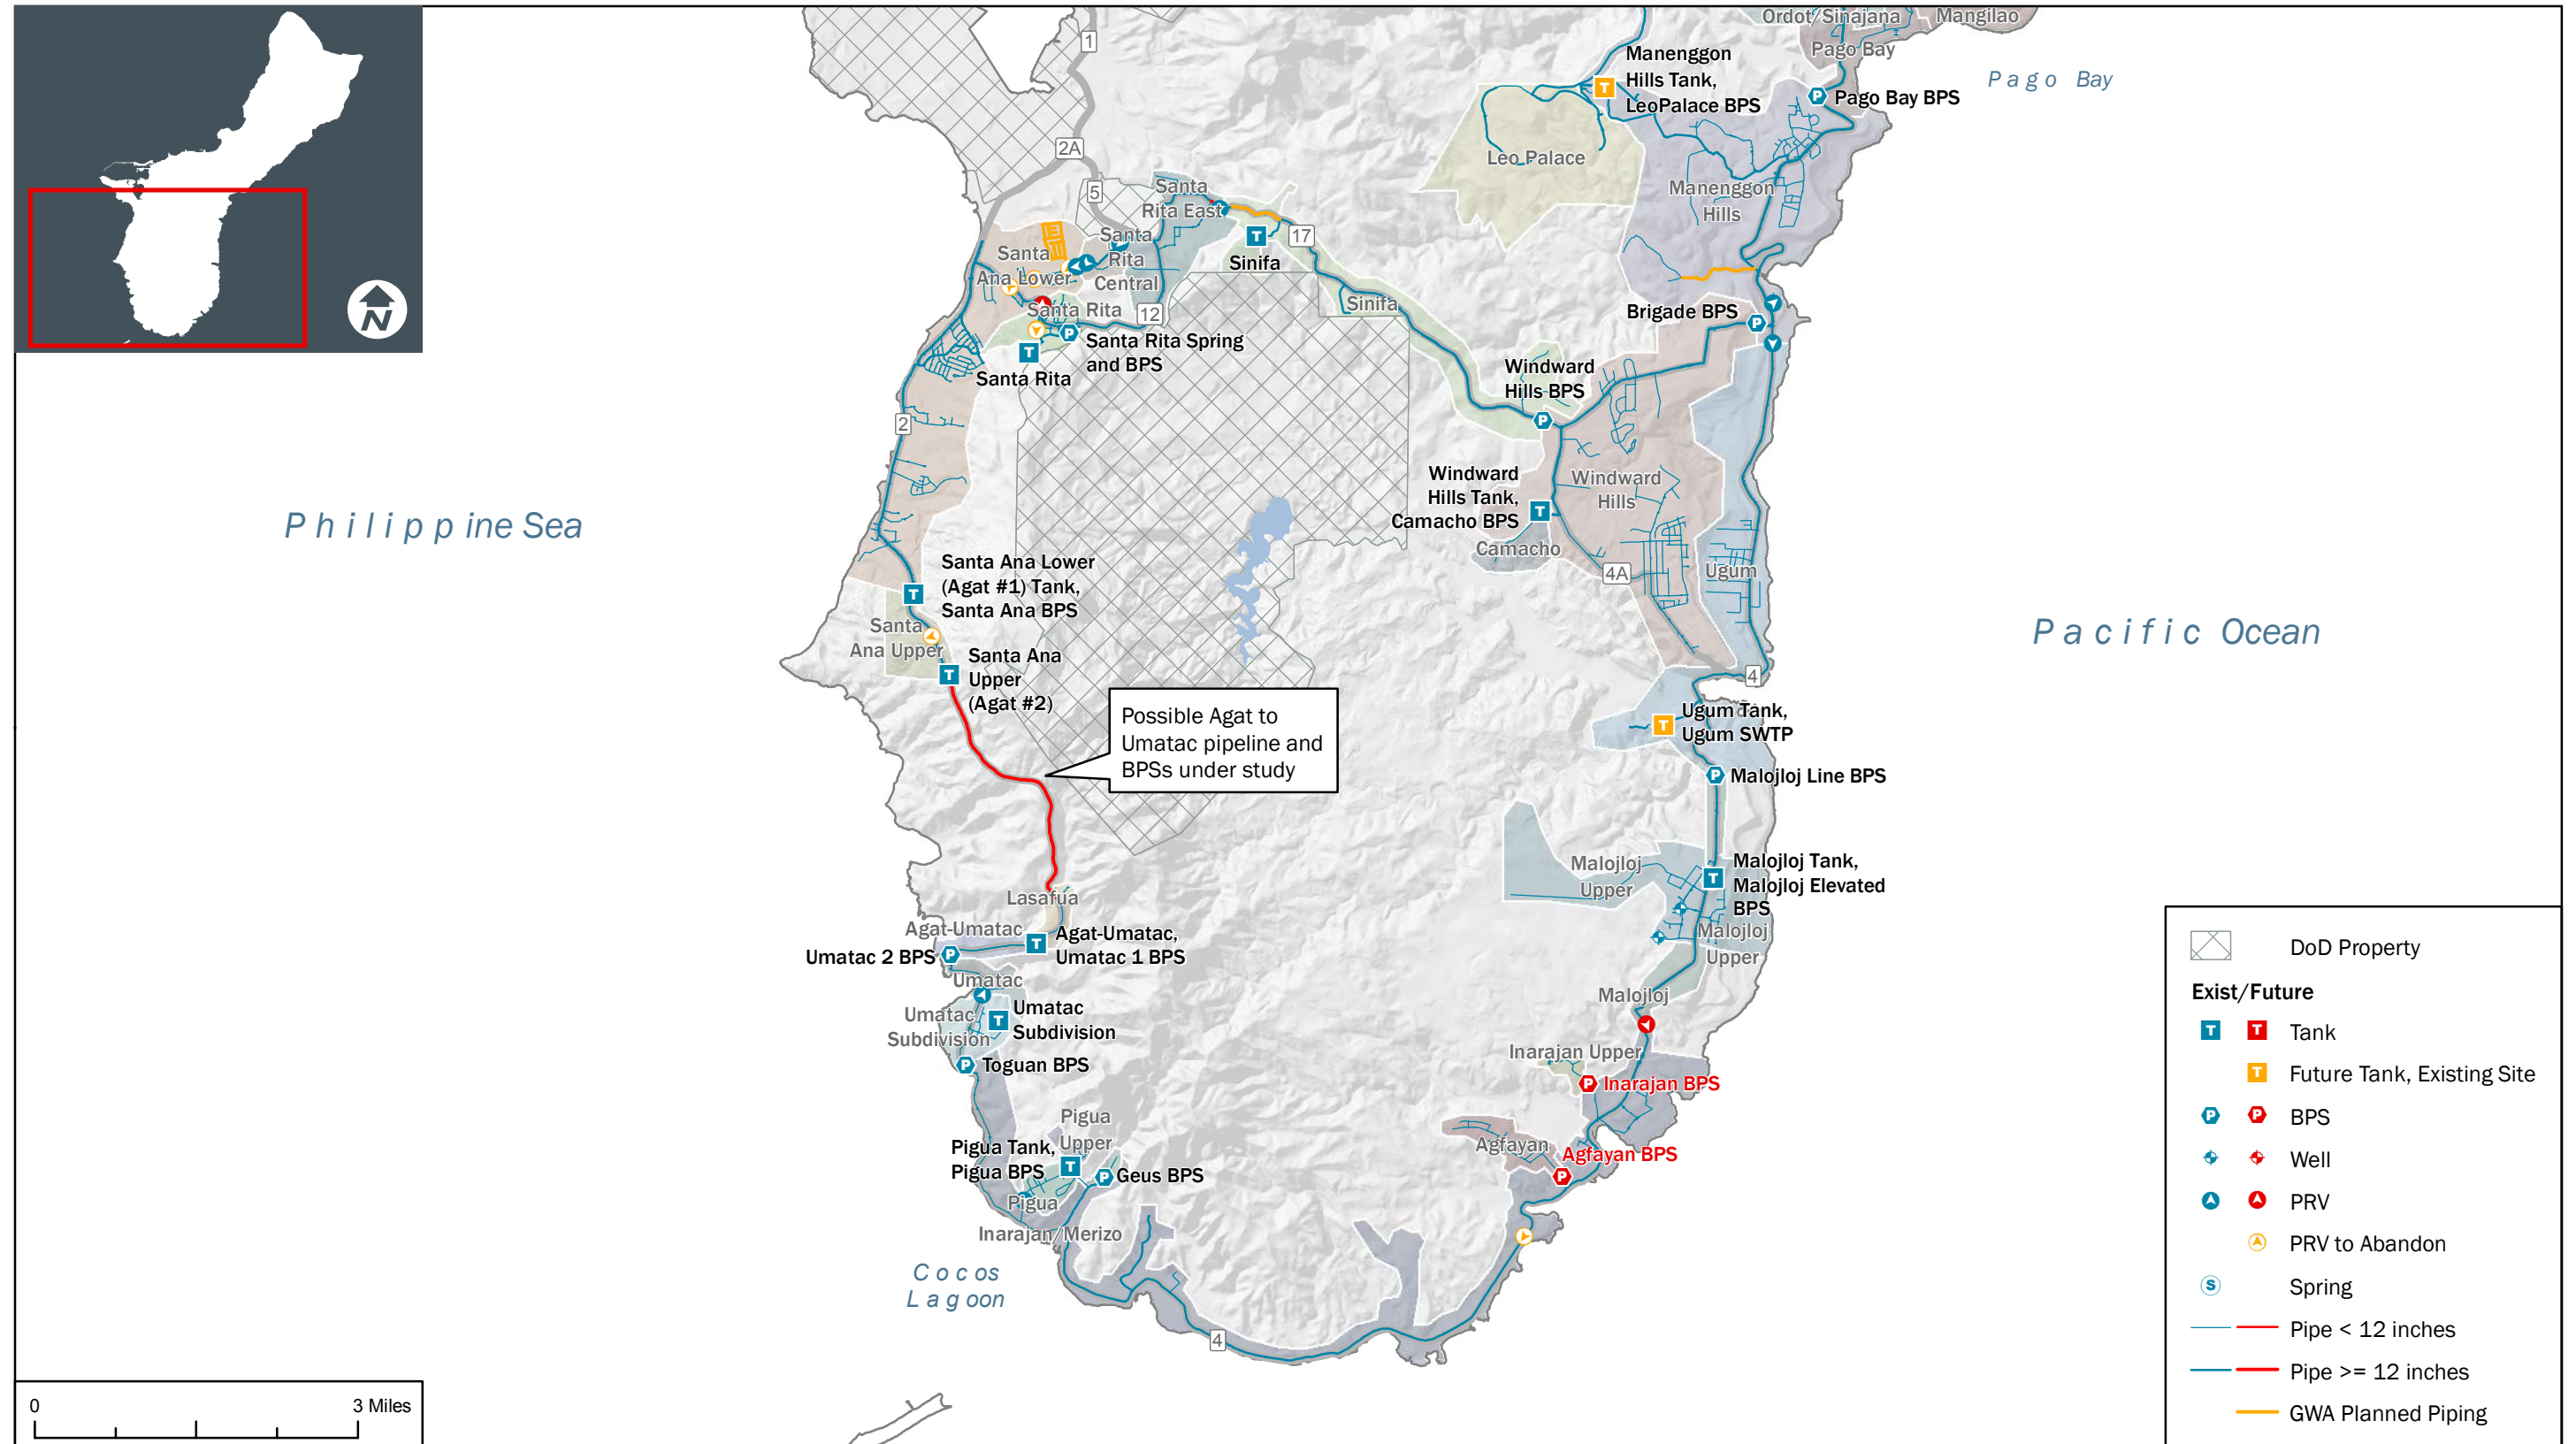 N
1
2A
5
Santa
Rita East
Santa
Rita
Central
Santa
Ana Lower
Santa Rita
12
17
T
Sinifa
Sinifa
P
Santa Rita Spring
and BPS
T
Santa Rita
2
Ordot/Sinajana
Mangilao
Pago Bay
Pago Bay
P
Pago Bay BPS
T
Manenggon
Hills Tank,
LeoPalace BPS
Leo Palace
Manenggon
Hills
Brigade BPS
P
Windward
Hills BPS
P
Windward
Hills Tank,
Camacho BPS
T
Windward
Hills
Camacho
4A
Ugum
4
Philippine Sea
Pacific Ocean
T
Santa Ana Lower
(Agat #1) Tank,
Santa Ana BPS
Santa
Ana Upper
T
Santa Ana
Upper
(Agat #2)
Possible Agat to
Umatac pipeline and
BPSs under study
T
Ugum Tank,
Ugum SWTP
P
Malojloj Line BPS
Malojloj
Upper
T
Malojloj Tank,
Malojloj Elevated
BPS
Malojloj
Upper
Malojloj
Inarajan Upper
P
Inarajan BPS
Agfayan
Agfayan BPS
P
Lasafua
Agat-Umatac
T
Agat-Umatac,
Umatac 1 BPS
Umatac 2 BPS
P
Umatac
Umatac
Subdivision
T
Umatac
Subdivision
P
Toguan BPS
Pigua
Upper
Pigua Tank,
Pigua BPS
T
P
Geus BPS
Pigua
Inarajan/Merizo
Cocos
Lagoon
4
0
3 Miles
DoD Property
Exist/Future
T T Tank
T Future Tank, Existing Site
P P BPS
Well
PRV
PRV to Abandon
S Spring
Pipe < 12 inches
Pipe >= 12 inches
GWA Planned Piping